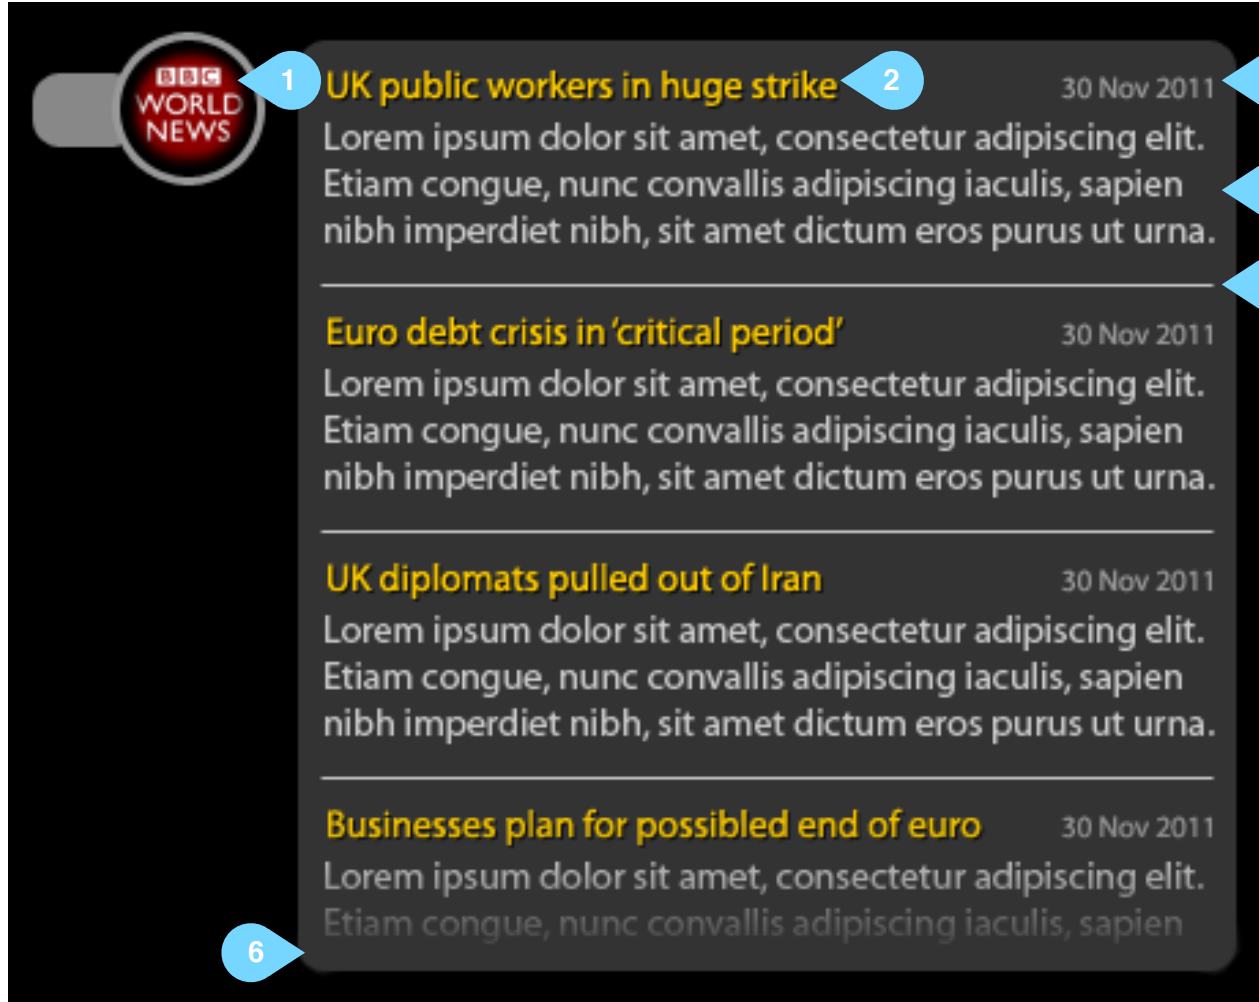 BBC
WORLD
NEWS
1
UK public workers in huge strike
2
30 Nov 2011
Lorem ipsum dolor sit amet, consectetur adipiscing elit.
Etiam congue, nunc convallis adipiscing iaculis, sapien
nibh imperdiet nibh, sit amet dictum eros purus ut urna.
Euro debt crisis in ‘critical period’
30 Nov 2011
Lorem ipsum dolor sit amet, consectetur adipiscing elit.
Etiam congue, nunc convallis adipiscing iaculis, sapien
nibh imperdiet nibh, sit amet dictum eros purus ut urna.
UK diplomats pulled out of Iran
30 Nov 2011
Lorem ipsum dolor sit amet, consectetur adipiscing elit.
Etiam congue, nunc convallis adipiscing iaculis, sapien
nibh imperdiet nibh, sit amet dictum eros purus ut urna.
Businesses plan for possibled end of euro
30 Nov 2011
Lorem ipsum dolor sit amet, consectetur adipiscing elit.
Etiam congue, nunc convallis adipiscing iaculis, sapien
6